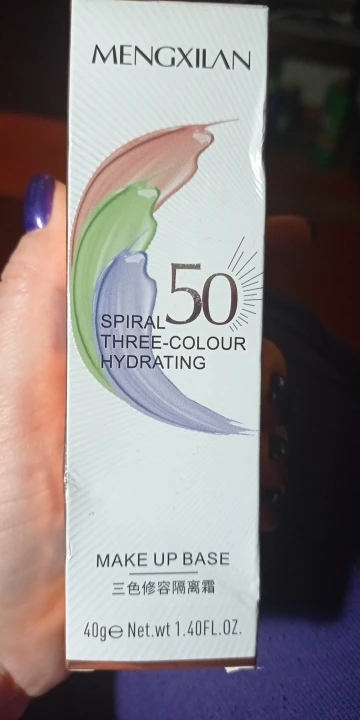 MENGXILAN
50
SPIRAL
THREE-COLOUR
HYDRATING
MAKE UP BASE
三色修容隔离霜
40g℮ Net.wt 1.40FL.OZ.